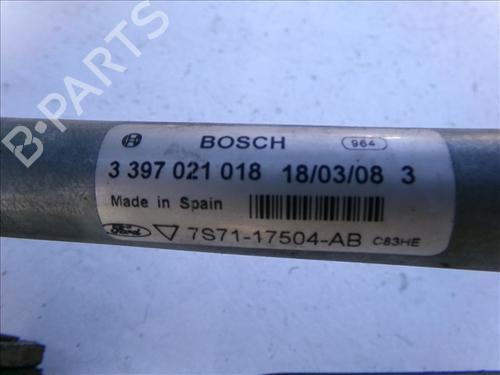 BOSCH 964
3 397 021 018 18/03/08 3
Made in Spain
Ford 7S71-17504-AB C83HE
B-PARTS